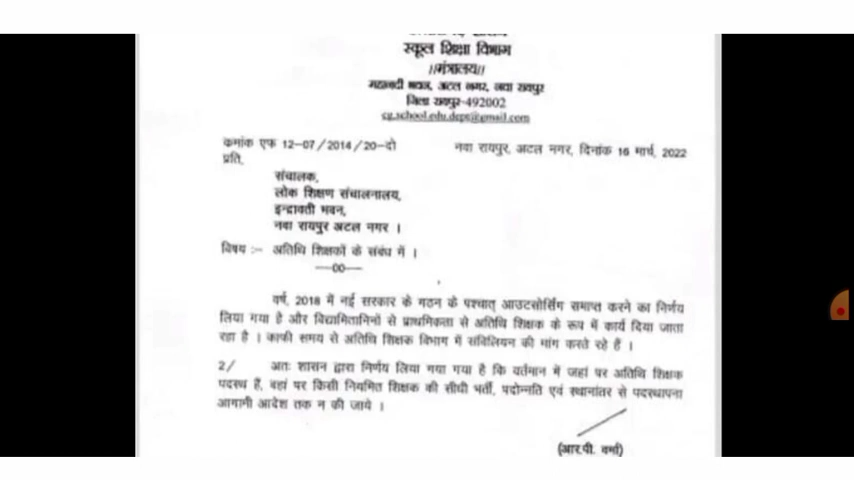 स्कूल शिक्षा विभाग
//मंत्रालय//
महानदी भवन, अटल नगर, नवा रायपुर
जिला रायपुर-492002
cg.school.edu.dept@gmail.com
कमांक एफ 12-07/2014/20-दो नवा रायपुर, अटल नगर, दिनांक 16 मार्च, 2022
प्रति,
संचालक,
लोक शिक्षण संचालनालय,
इन्द्रावती भवन,
नवा रायपुर अटल नगर ।
विषय :- अतिथि शिक्षकों के संबंध में ।
—00—
वर्ष, 2018 में नई सरकार के गठन के पश्चात् आउटसोर्सिंग समाप्त करने का निर्णय
लिया गया है और विद्यामितानिनों से प्राथमिकता से अतिथि शिक्षक के रूप में कार्य दिया जाता
रहा है । काफी समय से अतिथि शिक्षक विभाग में संविलियन की मांग करते रहे हैं ।
2/ अतः शासन द्वारा निर्णय लिया गया गया है कि वर्तमान में जहां पर अतिथि शिक्षक
पदस्थ हैं, वहां पर किसी नियमित शिक्षक की सीधी भर्ती, पदोन्नति एवं स्थानांतर से पदस्थापना
आगानी आदेश तक न की जाये ।
(आर.पी. वर्मा)